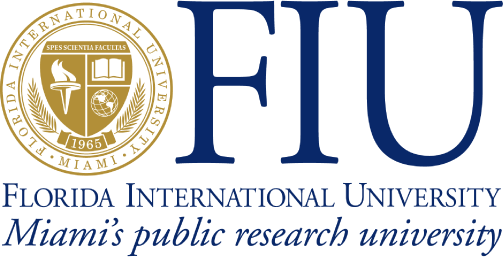 FLORIDA INTERNATIONAL UNIVERSITY
SPES SCIENTIA FACULTAS
1965
• MIAMI •
FIU
FLORIDA INTERNATIONAL UNIVERSITY
Miami's public research university